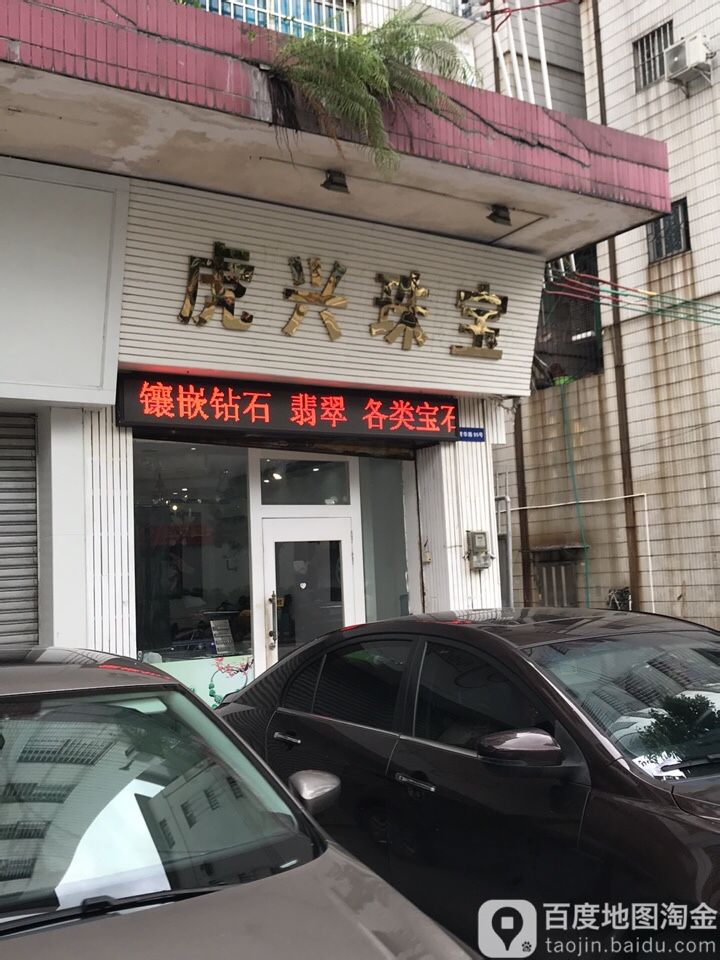 虎兴珠宝
镶嵌钻石 翡翠 各类宝石
百度地图淘金
taojin.baidu.com